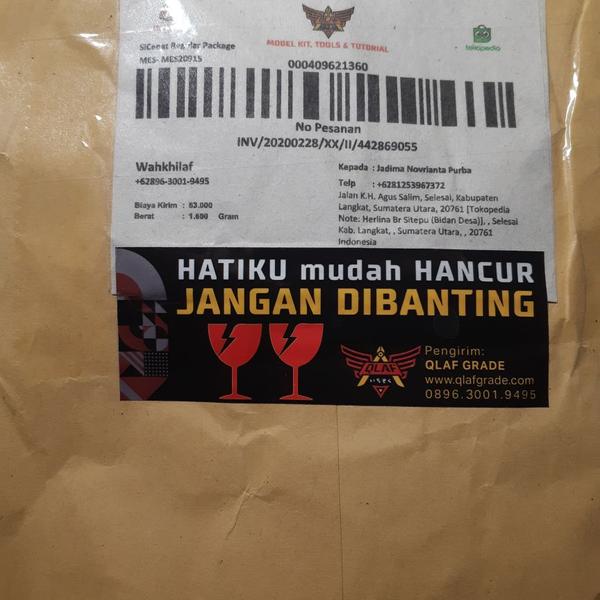 SiCepat Regular Package
MODEL KIT, TOOLS & TUTORIAL
tokopedia
MES- MES20915
000409621360
No Pesanan
INV/20200228/XX/II/442869055
Wahkhilaf
+62896-3001-9495
Biaya Kirim : 63.000
Berat : 1.600 Gram
Kepada : Jadima Novrianta Purba
Telp : +6281253967372
Jalan K.H. Agus Salim, Selesai, Kabupaten
Langkat, Sumatera Utara, 20761 [Tokopedia
Note: Herlina Br Sitepu (Bidan Desa)], , Selesai
Kab. Langkat, , Sumatera Utara, , 20761
Indonesia
HATIKU mudah HANCUR
JANGAN DIBANTING
QLAF
Pengirim:
QLAF GRADE
www.qlafgrade.com
0896.3001.9495